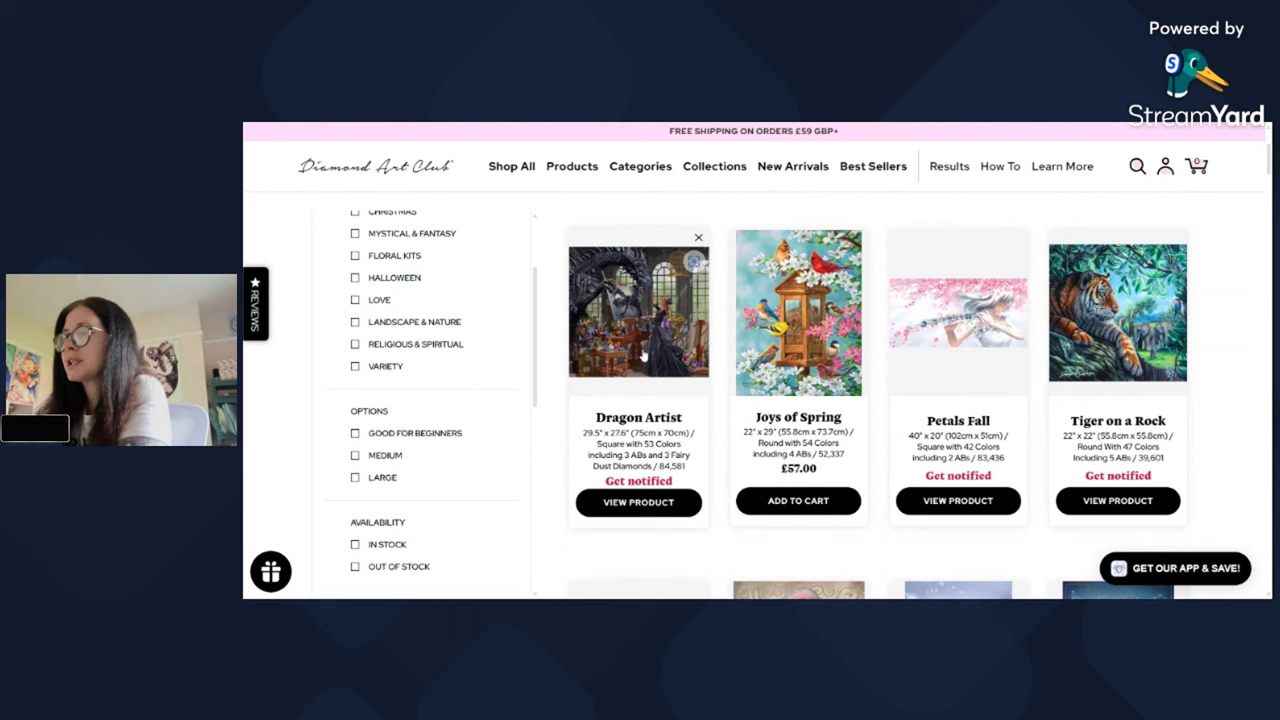 Powered by
StreamYard
FREE SHIPPING ON ORDERS £59 GBP+
Diamond Art Club
Shop All Products Categories Collections New Arrivals Best Sellers Results How To Learn More
0
CHRISTMAS
MYSTICAL & FANTASY
FLORAL KITS
HALLOWEEN
LOVE
LANDSCAPE & NATURE
RELIGIOUS & SPIRITUAL
VARIETY
OPTIONS
GOOD FOR BEGINNERS
MEDIUM
LARGE
AVAILABILITY
IN STOCK
OUT OF STOCK
★ REVIEWS
Dragon Artist
29.5" x 27.6" (75cm x 70cm) /
Square with 53 Colors
including 3 ABs and 3 Fairy
Dust Diamonds / 84,581
Get notified
VIEW PRODUCT
Joys of Spring
22" x 29" (55.8cm x 73.7cm) /
Round with 54 Colors
including 4 ABs / 52,337
£57.00
ADD TO CART
Petals Fall
40" x 20" (102cm x 51cm) /
Square with 42 Colors
including 2 ABs / 83,436
Get notified
VIEW PRODUCT
Tiger on a Rock
22" x 22" (55.8cm x 55.8cm) /
Round With 47 Colors
Including 5 ABs / 39,601
Get notified
VIEW PRODUCT
GET OUR APP & SAVE!